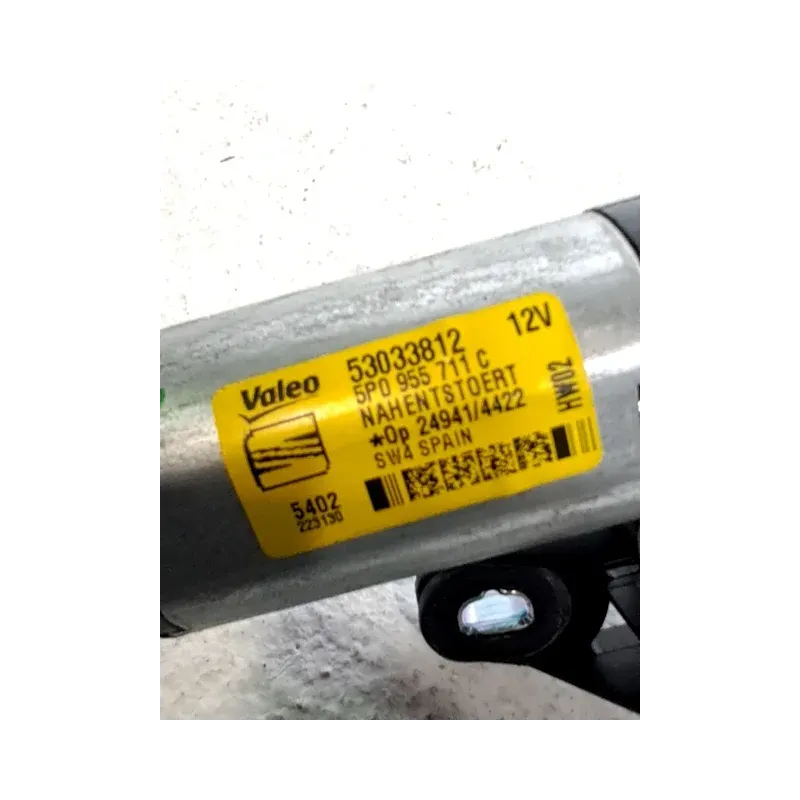 Valeo
53033812
12V
5P0 955 711 C
NAHENTSTOERT
*Op 24941/4422
SW4 SPAIN
HW02
5402
223130